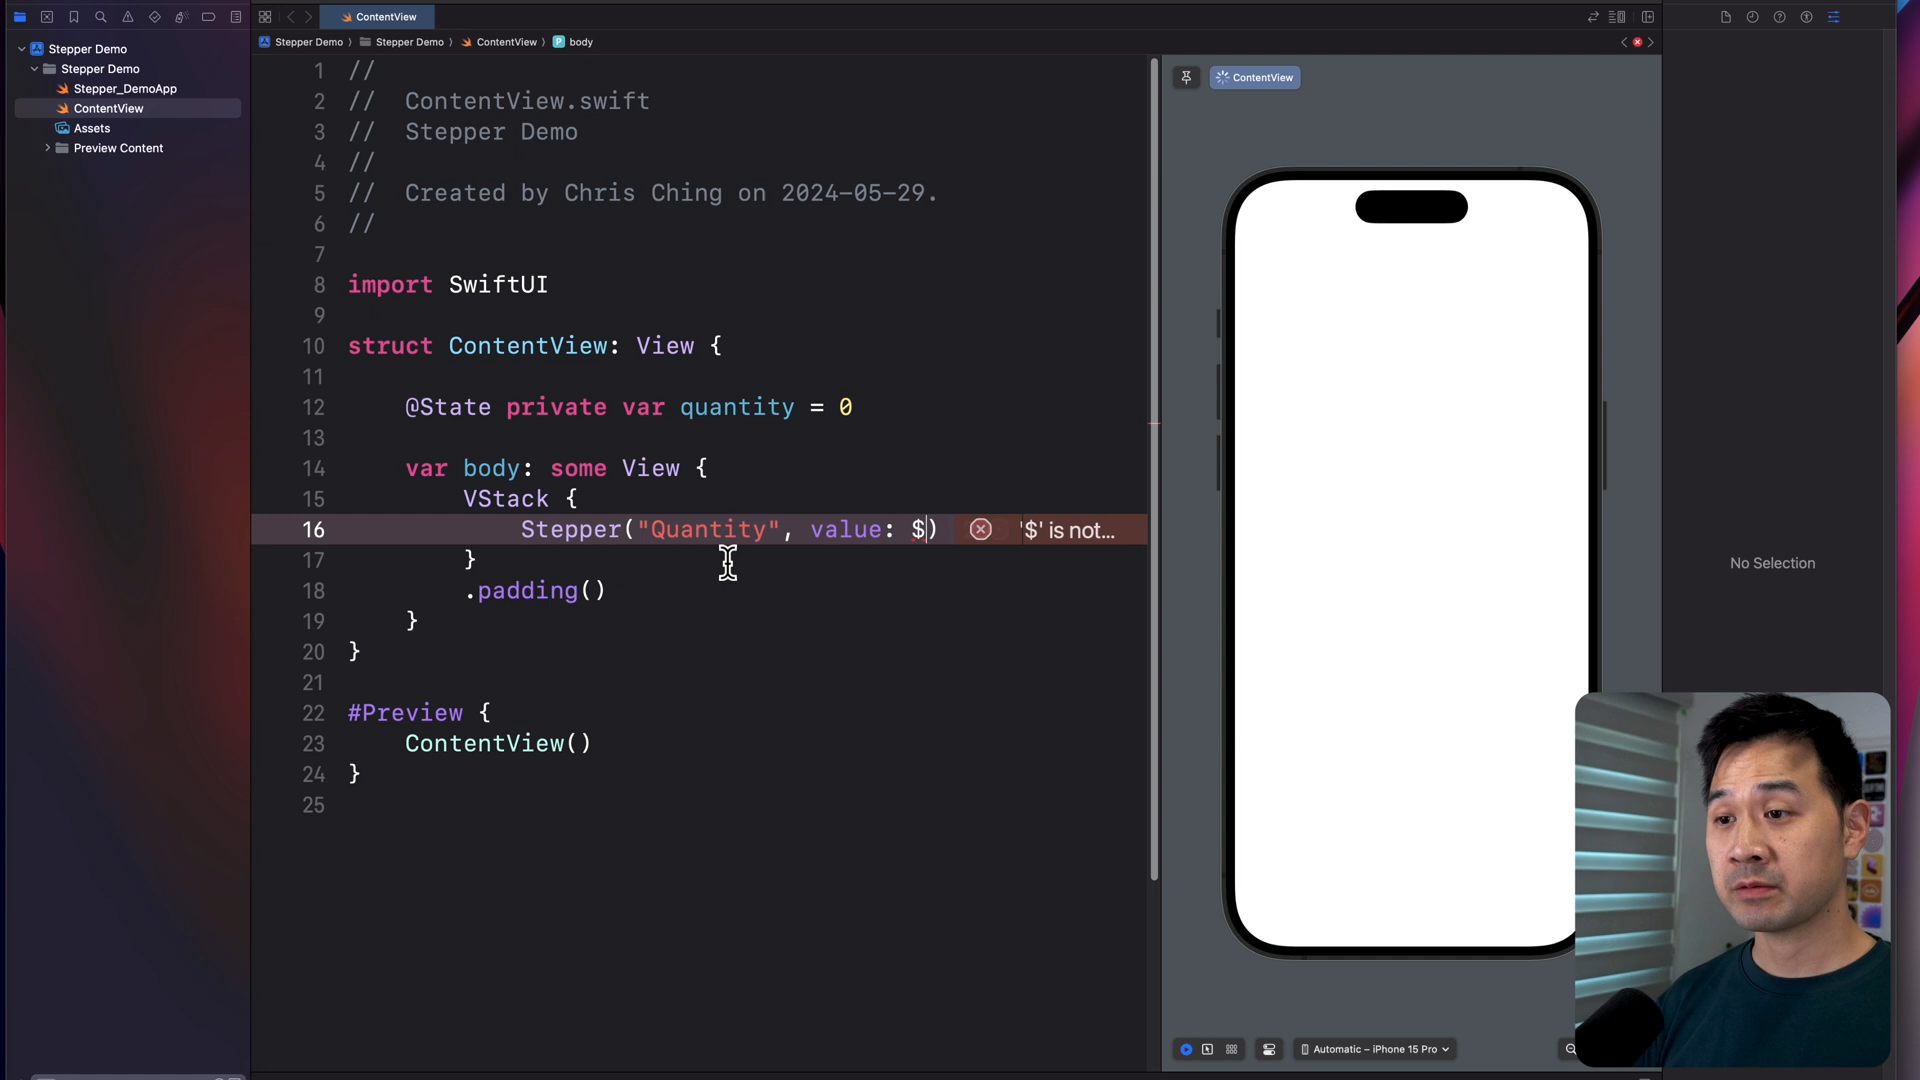 ContentView
Stepper Demo
Stepper Demo
Stepper_DemoApp
ContentView
Assets
Preview Content
Stepper Demo
Stepper Demo
ContentView
body
1 //
2 //  ContentView.swift
3 //  Stepper Demo
4 //
5 //  Created by Chris Ching on 2024-05-29.
6 //
7
8 import SwiftUI
9
10 struct ContentView: View {
11
12     @State private var quantity = 0
13
14     var body: some View {
15         VStack {
16             Stepper("Quantity", value: $) '$' is not…
17         }
18         .padding()
19     }
20 }
21
22 #Preview {
23     ContentView()
24 }
25
ContentView
No Selection
Automatic – iPhone 15 Pro